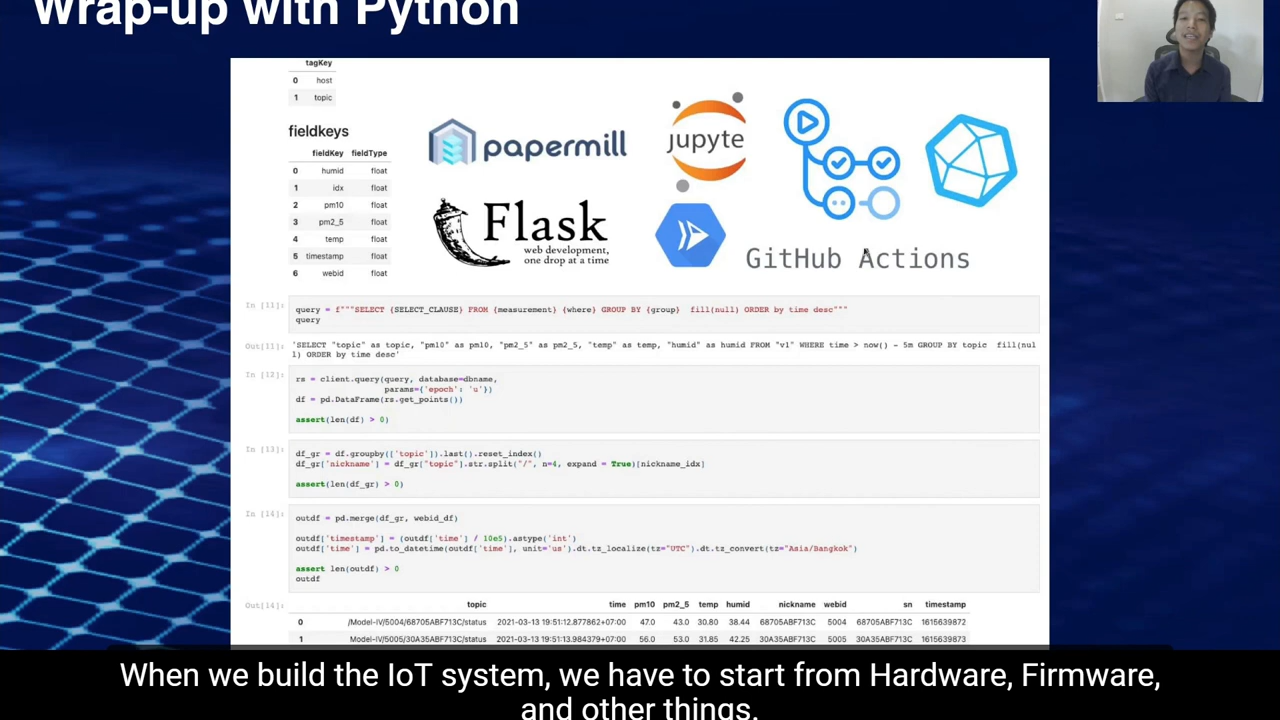 Wrap-up with Python
tagKey
0 host
1 topic
fieldkeys
fieldKey fieldType
0 humid float
1 idx float
2 pm10 float
3 pm2_5 float
4 temp float
5 timestamp float
6 webid float
papermill
jupyte
Flask
web development,
one drop at a time
GitHub Actions
In [11]:
query = f"""SELECT {SELECT_CLAUSE} FROM {measurement} {where} GROUP BY {group}  fill(null) ORDER by time desc"""
query
Out[11]:
'SELECT "topic" as topic, "pm10" as pm10, "pm2_5" as pm2_5, "temp" as temp, "humid" as humid FROM "v1" WHERE time > now() - 5m GROUP BY topic  fill(nul
l) ORDER by time desc'
In [12]:
rs = client.query(query, database=dbname,
params={'epoch': 'u'})
df = pd.DataFrame(rs.get_points())
assert(len(df) > 0)
In [13]:
df_gr = df.groupby(['topic']).last().reset_index()
df_gr['nickname'] = df_gr["topic"].str.split("/", n=4, expand = True)[nickname_idx]
assert(len(df_gr) > 0)
In [14]:
outdf = pd.merge(df_gr, webid_df)
outdf['timestamp'] = (outdf['time'] / 10e5).astype('int')
outdf['time'] = pd.to_datetime(outdf['time'], unit='us').dt.tz_localize(tz="UTC").dt.tz_convert(tz="Asia/Bangkok")
assert len(outdf) > 0
outdf
Out[14]:
topic time pm10 pm2_5 temp humid nickname webid sn timestamp
0 /Model-IV/5004/68705ABF713C/status 2021-03-13 19:51:12.877862+07:00 47.0 43.0 30.80 38.44 68705ABF713C 5004 68705ABF713C 1615639872
1 Model-IV/5005/30A35ABF713C/status 2021-03-13 19:51:13.984379+07:00 56.0 53.0 31.85 42.25 30A35ABF713C 5005 30A35ABF713C 1615639873
When we build the IoT system, we have to start from Hardware, Firmware,
and other things.